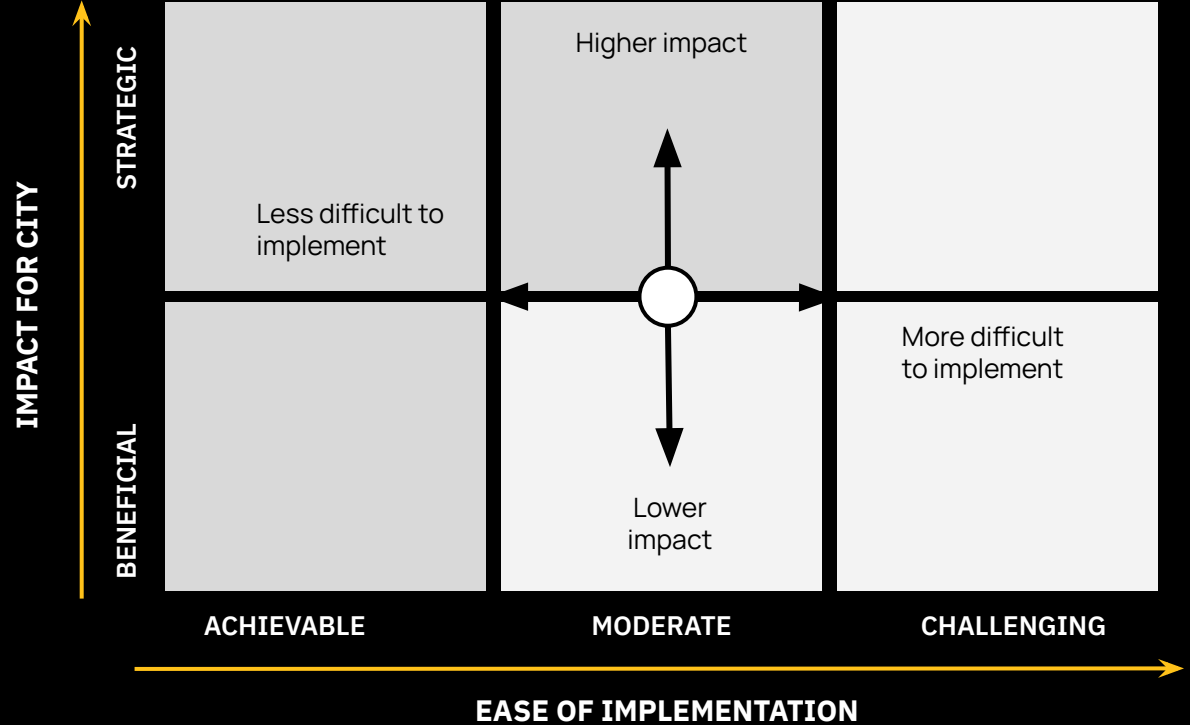 STRATEGIC
Higher impact
Less difficult to
implement
IMPACT FOR CITY
More difficult
to implement
BENEFICIAL
Lower
impact
ACHIEVABLE
MODERATE
CHALLENGING
EASE OF IMPLEMENTATION